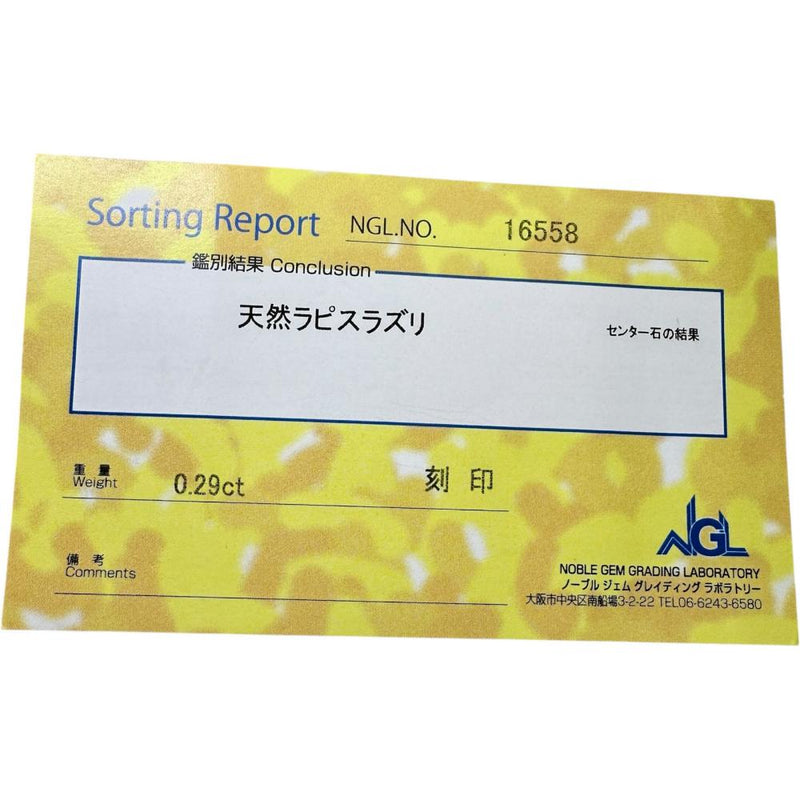 Sorting Report NGL.NO. 16558
鑑別結果 Conclusion
天然ラピスラズリ センター石の結果
重量
Weight 0.29ct 刻印
備考
Comments
NGL
NOBLE GEM GRADING LABORATORY
ノーブル ジェム グレイディング ラボラトリー
大阪市中央区南船場3-2-22 TEL06-6243-6580